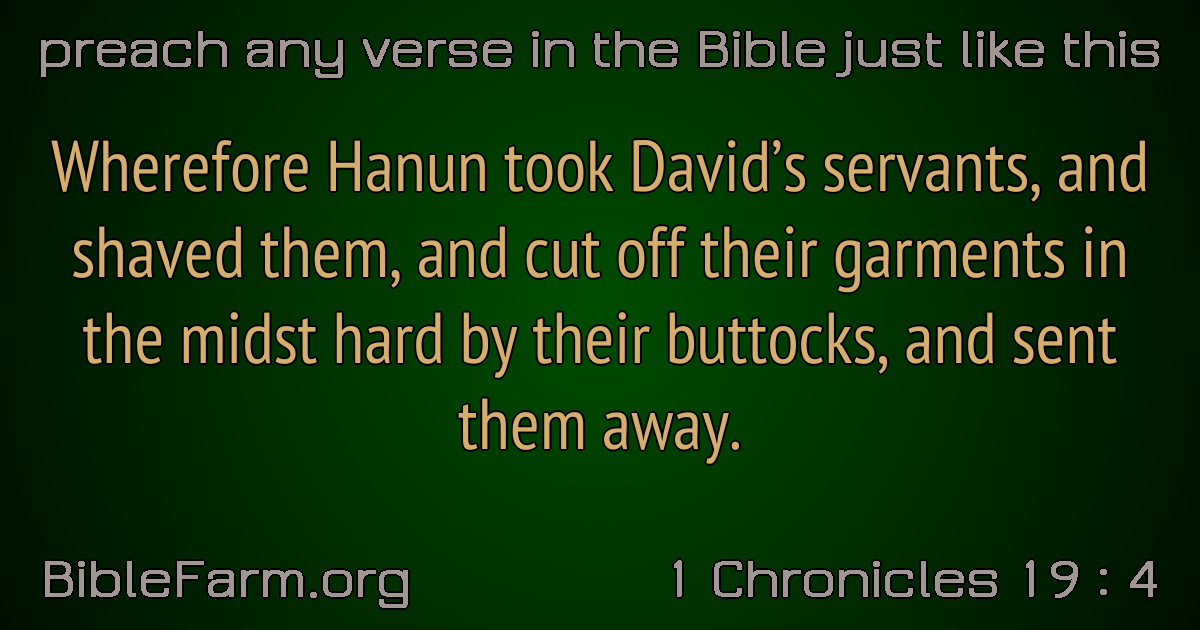 preach any verse in the Bible just like this
Wherefore Hanun took David’s servants, and
shaved them, and cut off their garments in
the midst hard by their buttocks, and sent
them away.
BibleFarm.org
1 Chronicles 19 : 4